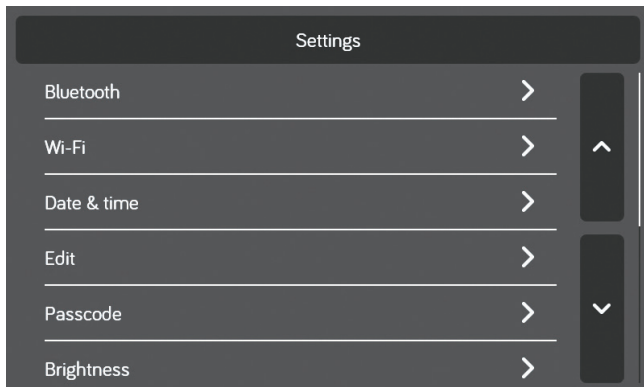 Settings
Bluetooth
Wi-Fi
Date & time
Edit
Passcode
Brightness